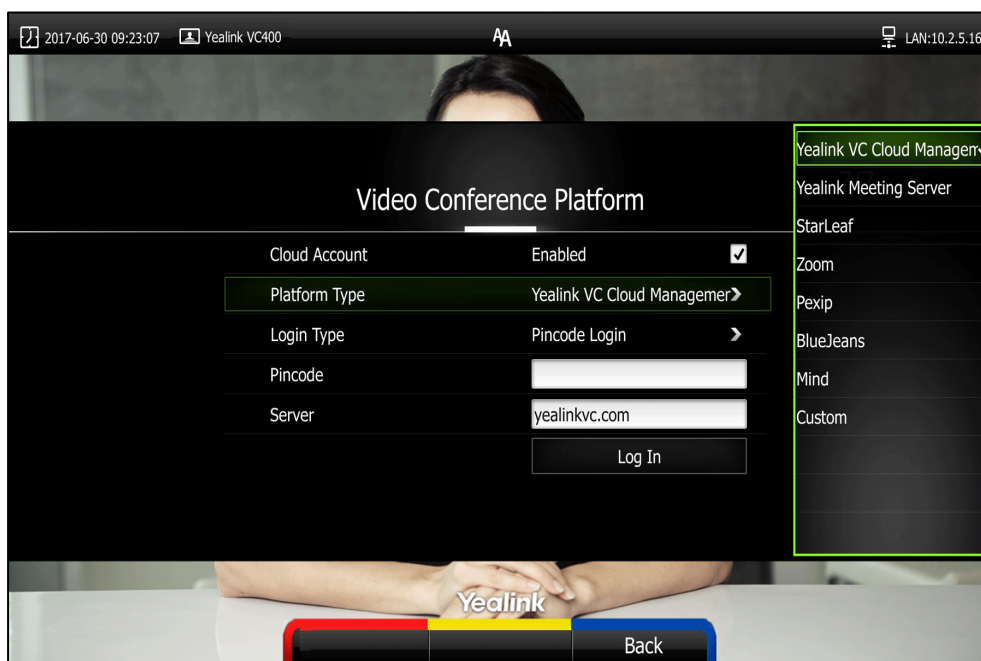 2017-06-30 09:23:07 Yealink VC400 AA LAN:10.2.5.16
Video Conference Platform
Cloud Account Enabled
Platform Type Yealink VC Cloud Managemer
Login Type Pincode Login
Pincode
Server yealinkvc.com
Log In
Yealink VC Cloud Managem
Yealink Meeting Server
StarLeaf
Zoom
Pexip
BlueJeans
Mind
Custom
Yealink
Back